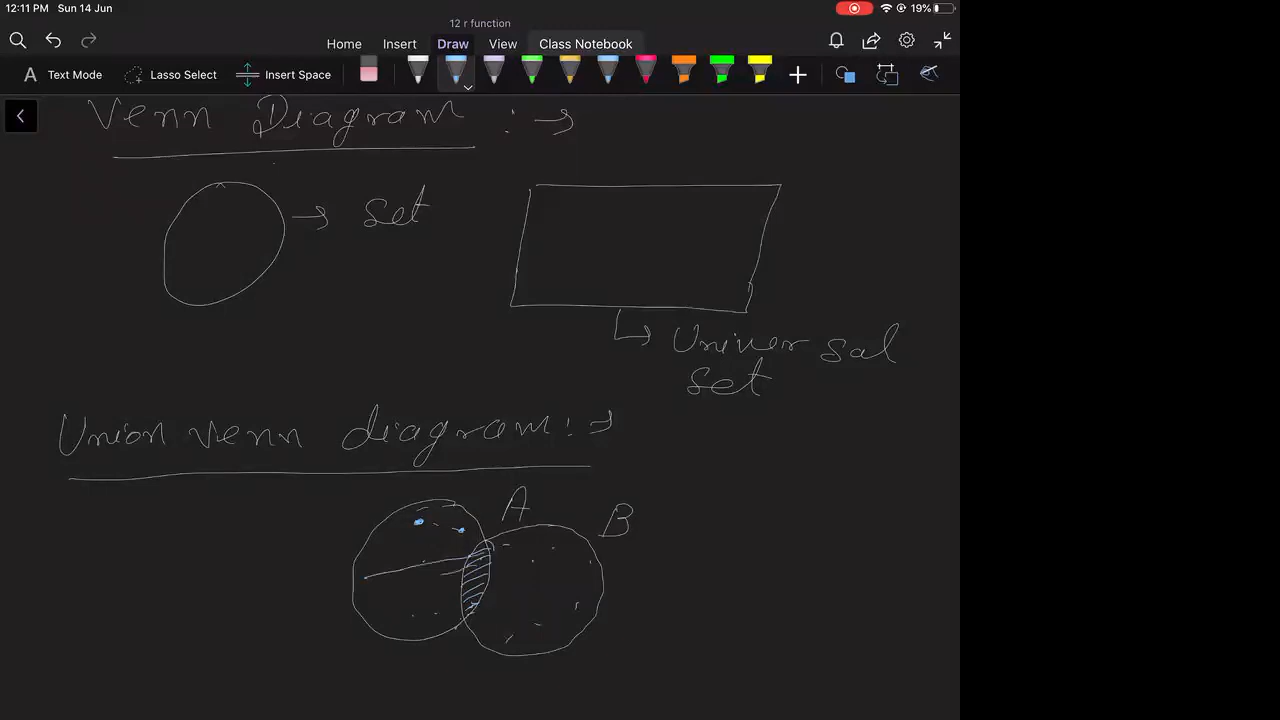 12:11 PM Sun 14 Jun 19%
12 r function
Home Insert Draw View Class Notebook
A Text Mode Lasso Select Insert Space
Venn Diagram :→
→ set
Universal
set
Union venn diagram:→
A
B